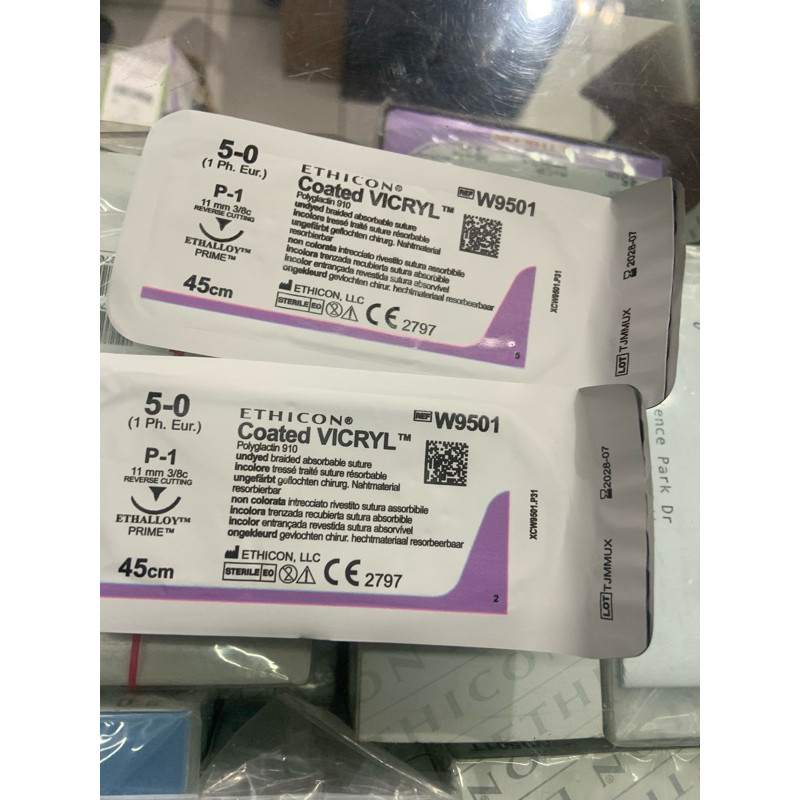 5-0
(1 Ph. Eur.)
P-1
11 mm 3/8c
REVERSE CUTTING
ETHALLOY™
PRIME™
45cm
ETHICON®
Coated VICRYL™
Polyglactin 910
undyed braided absorbable suture
incolore tressé traité suture résorbable
ungefärbt geflochten chirurg. Nahtmaterial
resorbierbar
non colorata intrecciato rivestito sutura assorbibile
incolora trenzada recubierta sutura absorbible
incolor entrançada revestida sutura absorvível
ongekleurd gevlochten chirur. hechtmateriaal resorbeerbaar
ETHICON, LLC
STERILE EO
CE 2797
REF W9501
5
XCW9501.P31
2028-07
LOT TJMMUX
5-0
(1 Ph. Eur.)
P-1
11 mm 3/8c
REVERSE CUTTING
ETHALLOY™
PRIME™
45cm
ETHICON®
Coated VICRYL™
Polyglactin 910
undyed braided absorbable suture
incolore tressé traité suture résorbable
ungefärbt geflochten chirurg. Nahtmaterial
resorbierbar
non colorata intrecciato rivestito sutura assorbibile
incolora trenzada recubierta sutura absorbible
incolor entrançada revestida sutura absorvível
ongekleurd gevlochten chirur. hechtmateriaal resorbeerbaar
ETHICON, LLC
STERILE EO
CE 2797
REF W9501
2
XCW9501.P31
2028-07
LOT TJMMUX
Park Dr
ETHICON